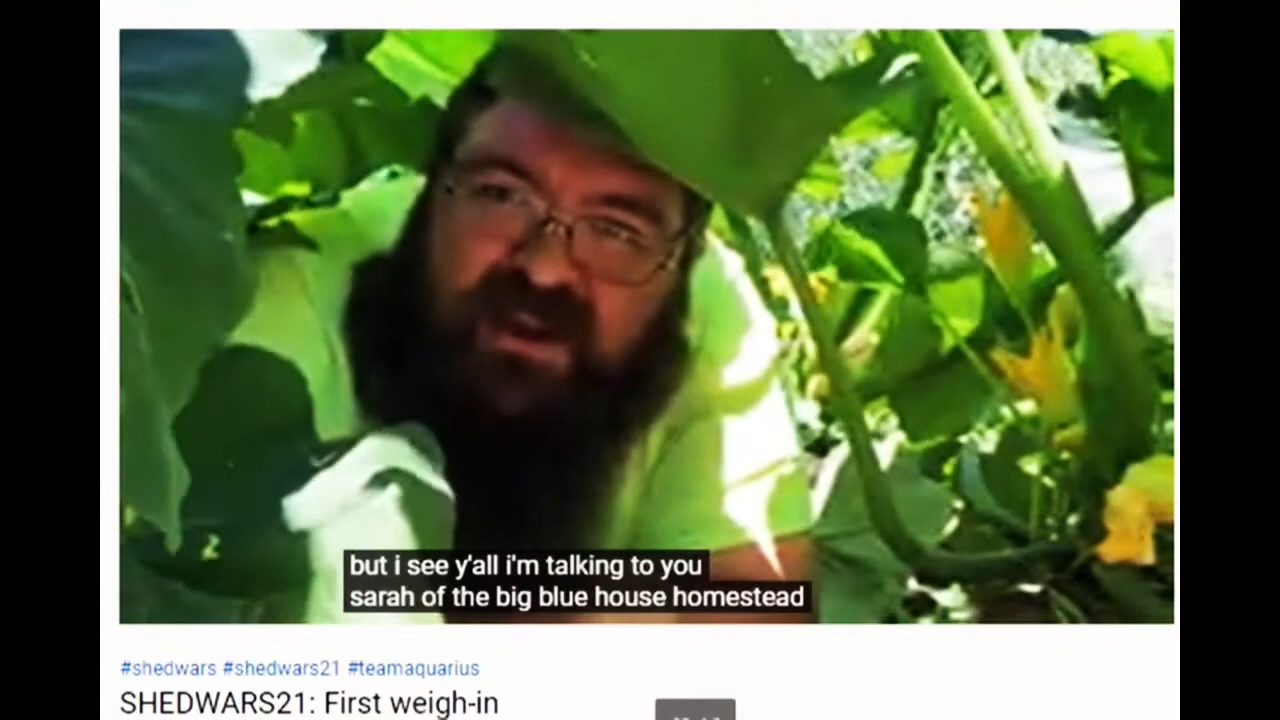 but i see y'all i'm talking to you
sarah of the big blue house homestead
#shedwars #shedwars21 #teamaquarius
SHEDWARS21: First weigh-in